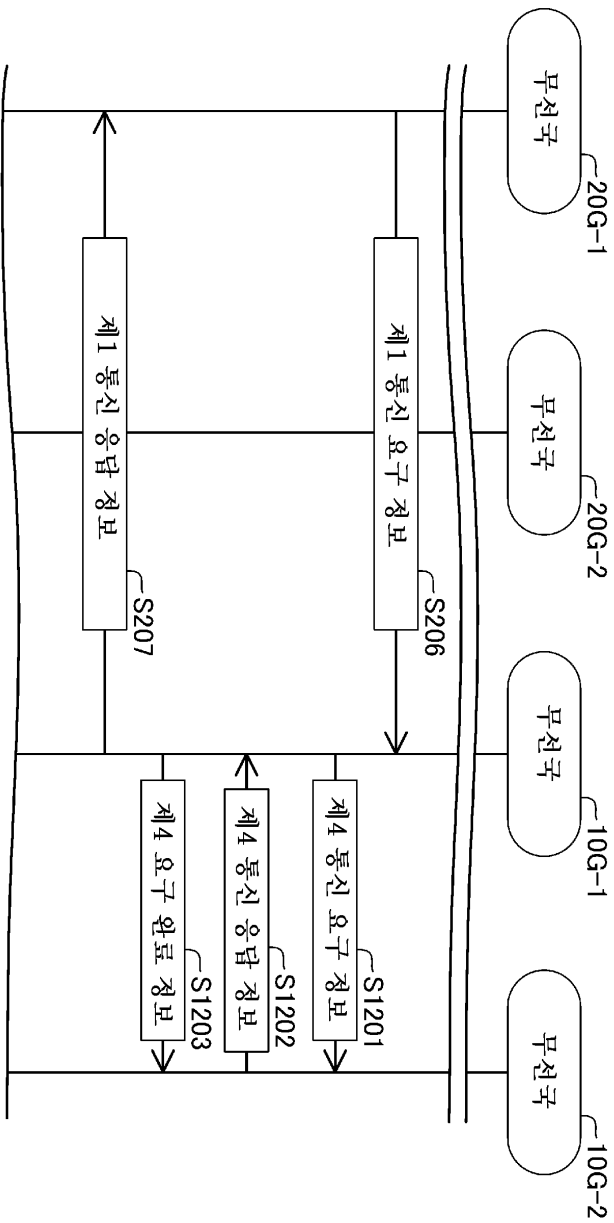 무선국
20G-1
무선국
20G-2
무선국
10G-1
무선국
10G-2
제1 통신 요구 정보
S206
제4 통신 요구 정보
S1201
제4 통신 응답 정보
S1202
제4 요구 완료 정보
S1203
제1 통신 응답 정보
S207